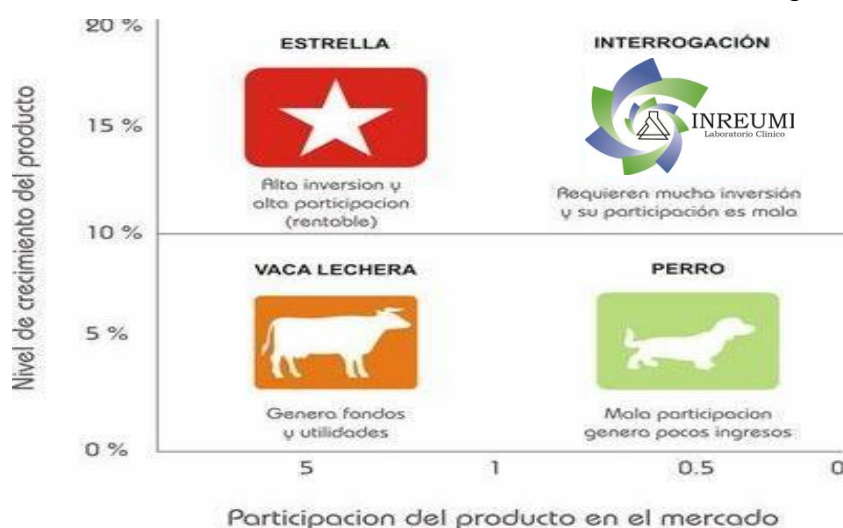 20 %
ESTRELLA
INTERROGACIÓN
15 %
INREUMI
Laboratorio Clínico
Alta inversion y
alta participacion
(rentable)
Requieren mucha inversión
y su participación es mala
10 %
VACA LECHERA
PERRO
5 %
Genera fondos
y utilidades
Mala participacion
genera pocos ingresos
0 %
5
1
0.5
0
Nivel de crecimiento del producto
Participacion del producto en el mercado